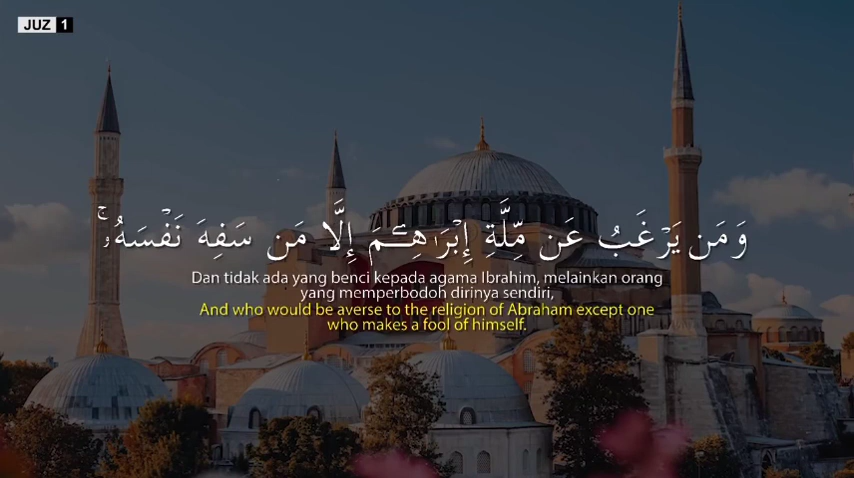 JUZ 1
وَمَن يَرْغَبُ عَن مِّلَّةِ إِبْرَٰهِـۧمَ إِلَّا مَن سَفِهَ نَفْسَهُۥ ۚ
Dan tidak ada yang benci kepada agama Ibrahim, melainkan orang
yang memperbodoh dirinya sendiri,
And who would be averse to the religion of Abraham except one
who makes a fool of himself.